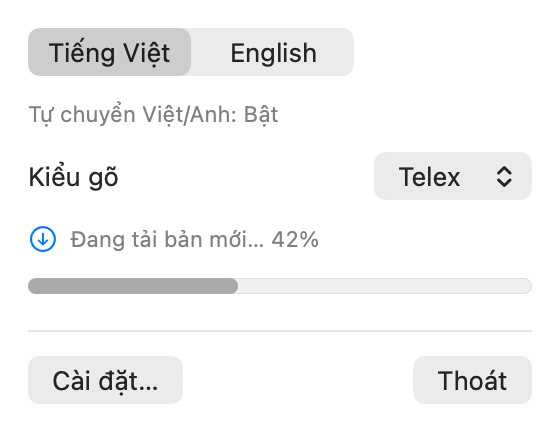 Tiếng Việt English
Tự chuyển Việt/Anh: Bật
Kiểu gõ Telex
Đang tải bản mới... 42%
Cài đặt... Thoát